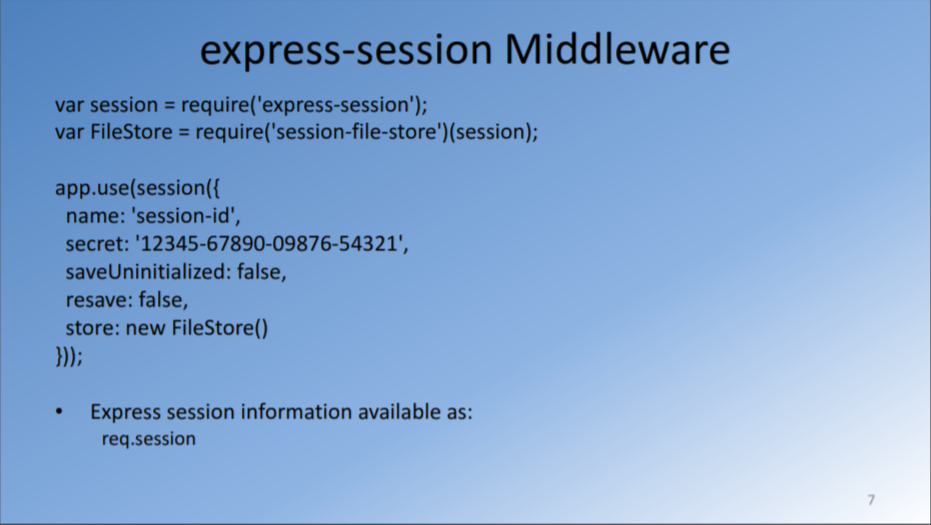 express-session Middleware
var session = require('express-session');
var FileStore = require('session-file-store')(session);
app.use(session({
name: 'session-id',
secret: '12345-67890-09876-54321',
saveUninitialized: false,
resave: false,
store: new FileStore()
}));
• Express session information available as:
req.session
7